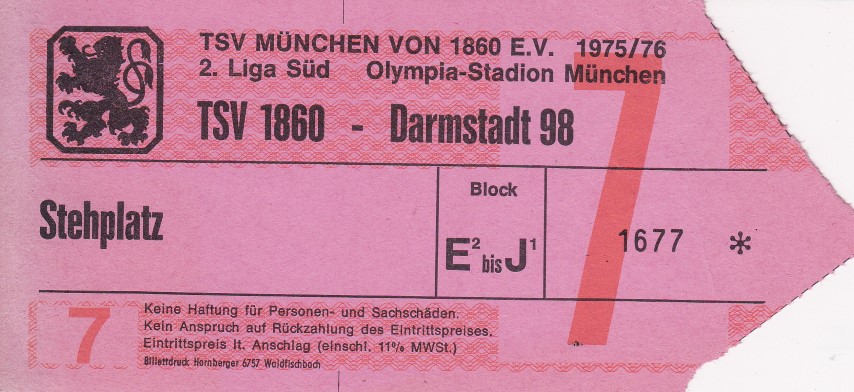 TSV MÜNCHEN VON 1860 E.V. 1975/76
2. Liga Süd Olympia-Stadion München
TSV 1860 - Darmstadt 98
7
Stehplatz
Block
E² bis J¹
1677 *
7
Keine Haftung für Personen- und Sachschäden.
Kein Anspruch auf Rückzahlung des Eintrittspreises.
Eintrittspreis lt. Anschlag (einschl. 11% MWSt.)
Billettdruck Hornberger 6757 Waldfischbach